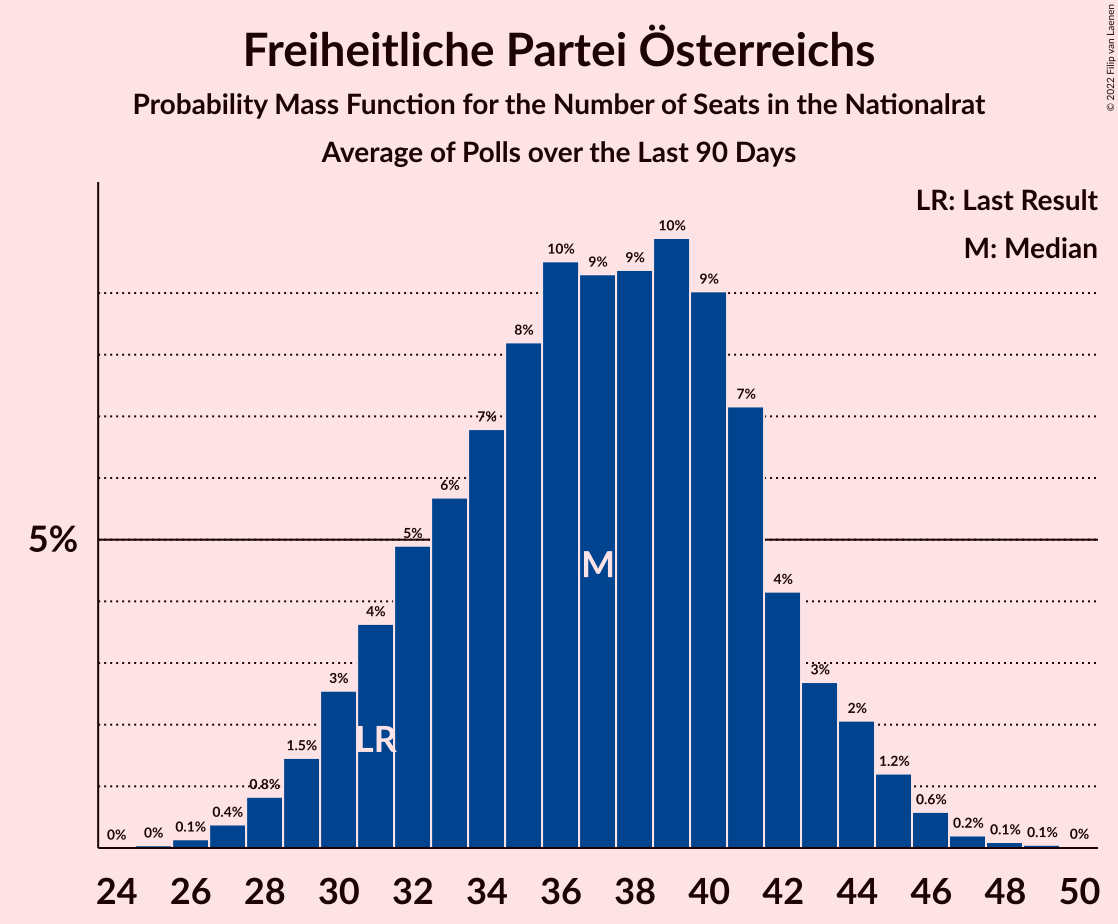 Freiheitliche Partei Österreichs
Probability Mass Function for the Number of Seats in the Nationalrat
Average of Polls over the Last 90 Days
© 2022 Filip van Laenen
LR: Last Result
M: Median
5%
0% 0% 0.1% 0.4% 0.8% 1.5% 3% 4% 5% 6% 7% 8% 10% 9% 9% 10% 9% 7% 4% 3% 2% 1.2% 0.6% 0.2% 0.1% 0.1% 0%
LR
M
24 26 28 30 32 34 36 38 40 42 44 46 48 50